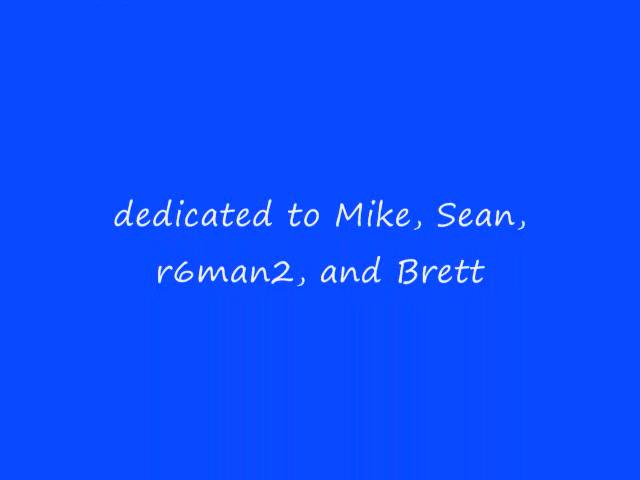 dedicated to Mike, Sean,
r6man2, and Brett